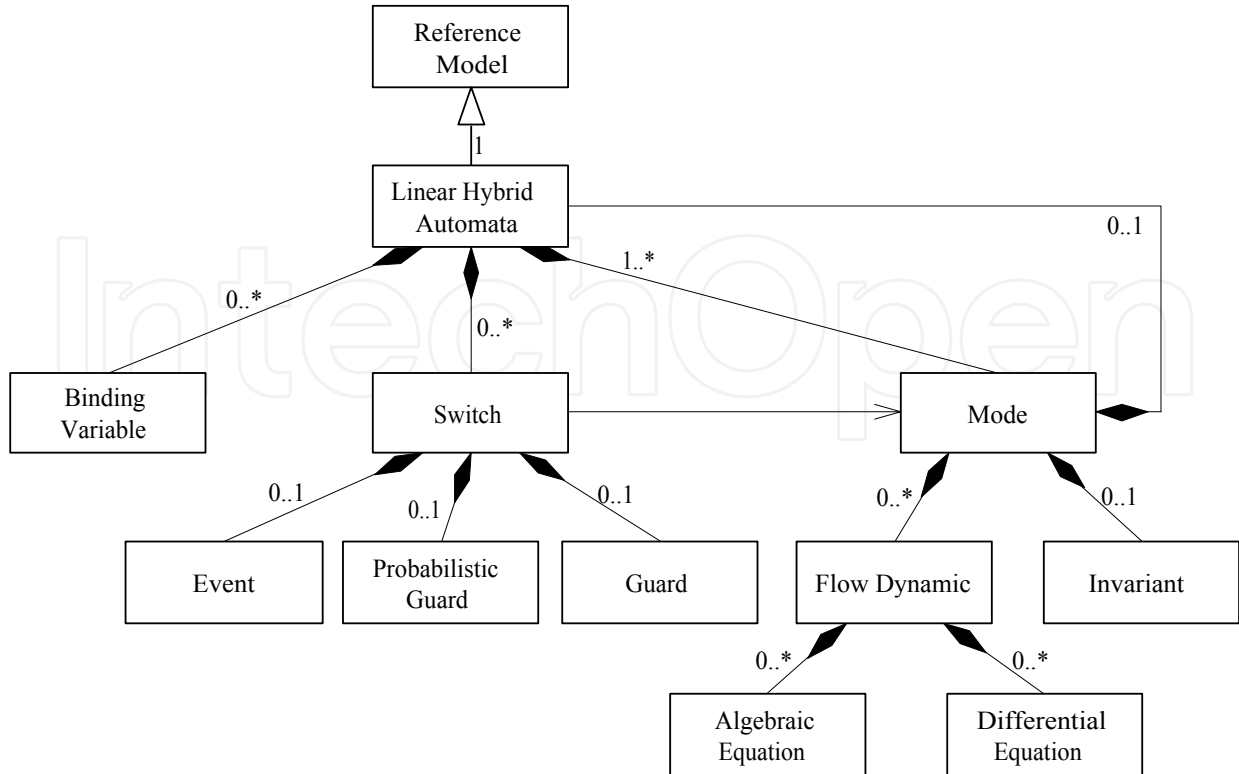 Reference
Model
1
Linear Hybrid
Automata
0..1
1..*
0..*
0..*
IntechOpen
Binding
Variable
Switch
Mode
0..1
0..1
0..1
0..*
0..1
Event
Probabilistic
Guard
Guard
Flow Dynamic
Invariant
0..*
0..*
Algebraic
Equation
Differential
Equation